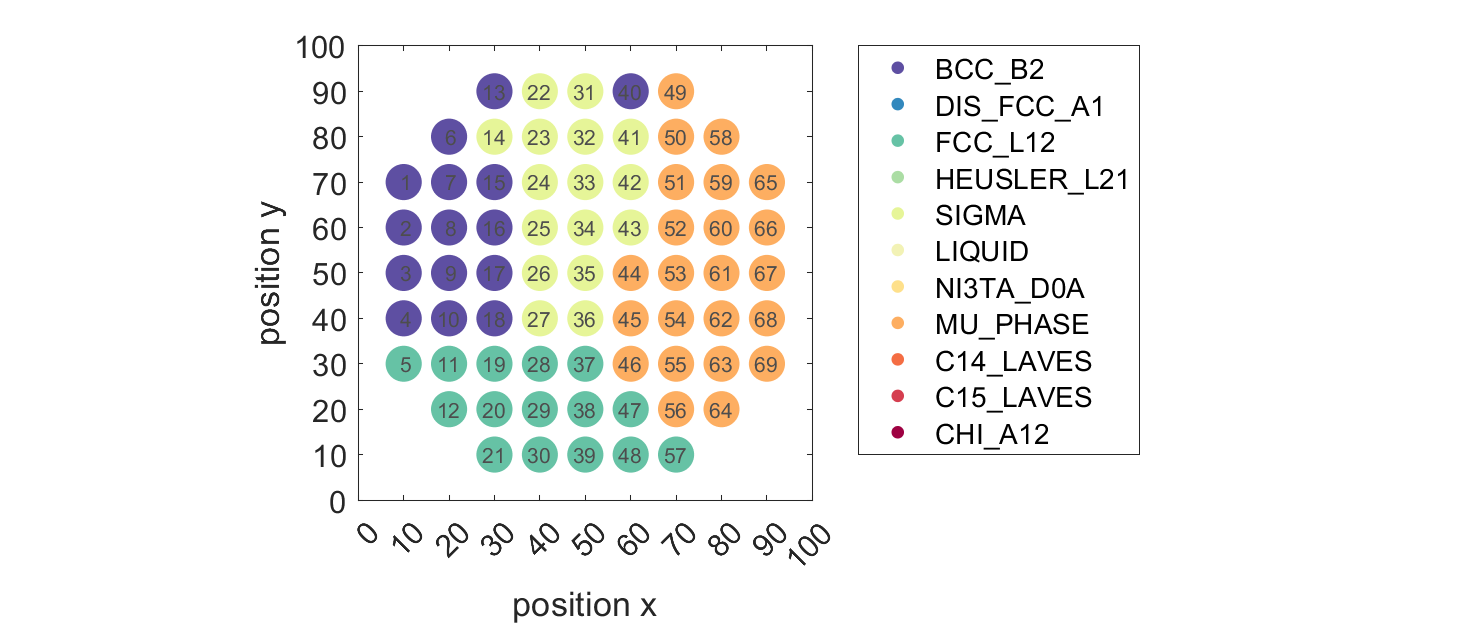 100
90
80
70
60
50
40
30
20
10
0
position y
13 22 31 40 49
6 14 23 32 41 50 58
1 7 15 24 33 42 51 59 65
2 8 16 25 34 43 52 60 66
3 9 17 26 35 44 53 61 67
4 10 18 27 36 45 54 62 68
5 11 19 28 37 46 55 63 69
12 20 29 38 47 56 64
21 30 39 48 57
0 10 20 30 40 50 60 70 80 90 100
position x
BCC_B2
DIS_FCC_A1
FCC_L12
HEUSLER_L21
SIGMA
LIQUID
NI3TA_D0A
MU_PHASE
C14_LAVES
C15_LAVES
CHI_A12